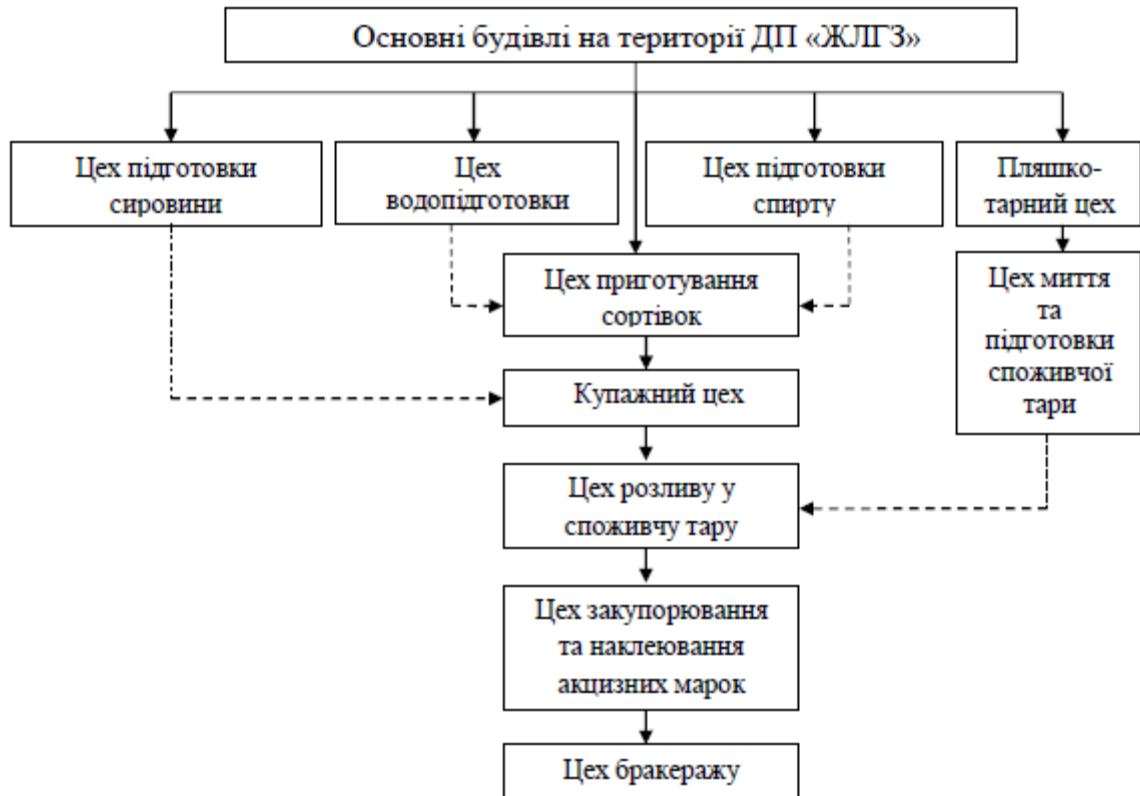 Основні будівлі на території ДП «ЖЛГЗ»
Цех підготовки
сировини
Цех
водопідготовки
Цех підготовки
спирту
Пляшко-
тарний цех
Цех приготування
сортівок
Цех миття
та
підготовки
споживчої
тари
Купажний цех
Цех розливу у
споживчу тару
Цех закупорювання
та наклеювання
акцизних марок
Цех бракеражу